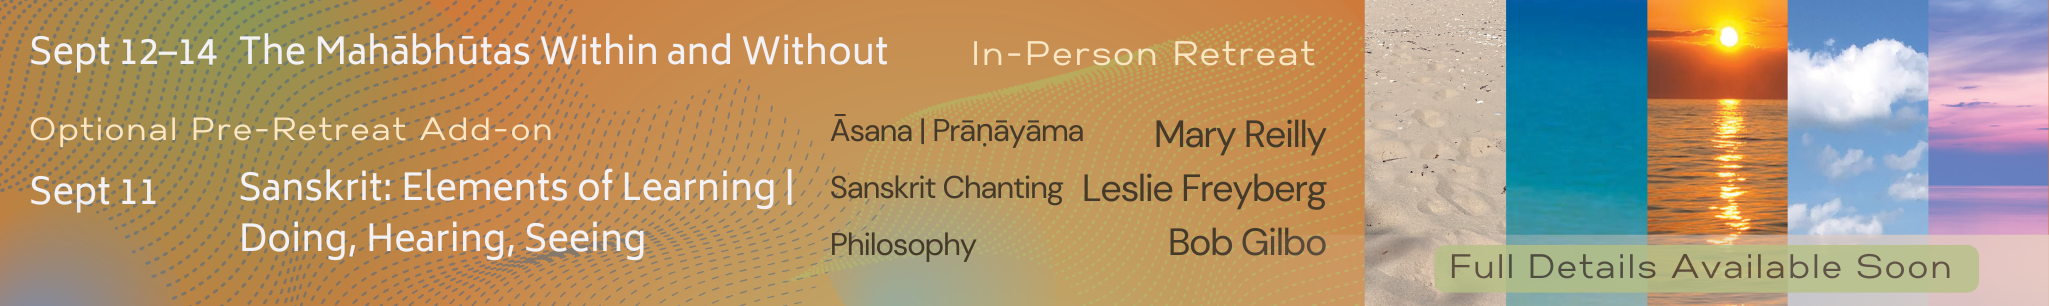 Sept 12–14 The Mahābhūtas Within and Without
In-Person Retreat
Optional Pre-Retreat Add-on
Sept 11 Sanskrit: Elements of Learning |
Doing, Hearing, Seeing
Āsana | Prāṇāyāma Mary Reilly
Sanskrit Chanting Leslie Freyberg
Philosophy Bob Gilbo
Full Details Available Soon